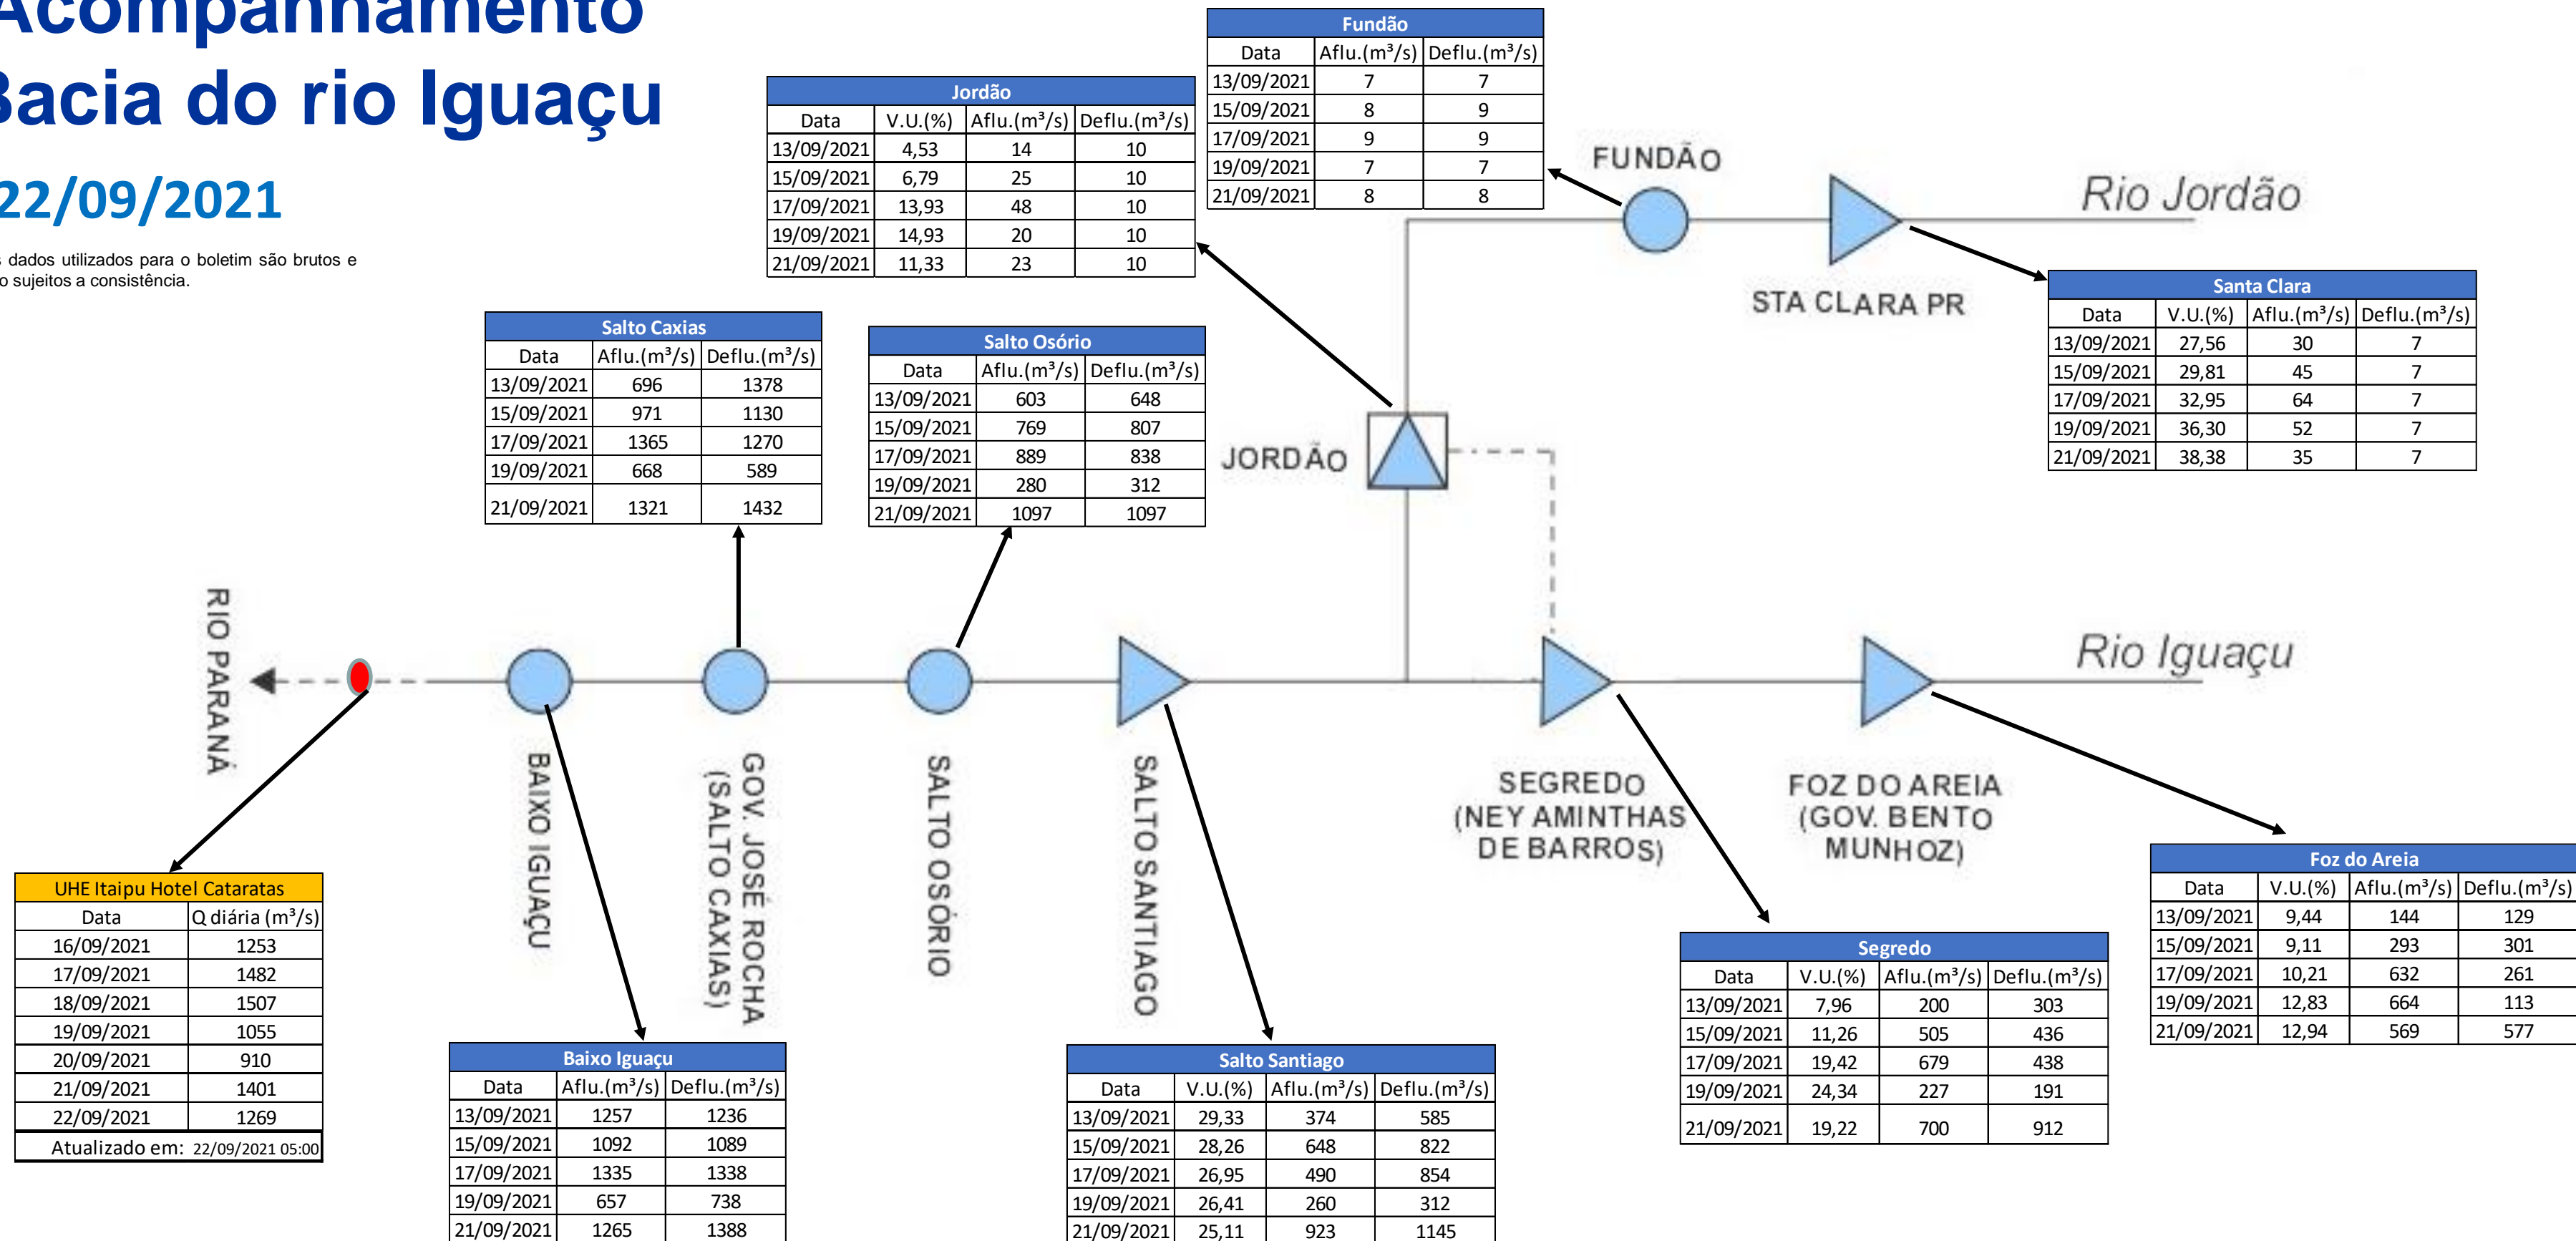 Acompanhamento
Bacia do rio Iguaçu
22/09/2021
dados utilizados para o boletim são brutos e
sujeitos a consistência.
Fundão
Data Aflu.(m³/s) Deflu.(m³/s)
13/09/2021 7 7
15/09/2021 8 9
17/09/2021 9 9
19/09/2021 7 7
21/09/2021 8 8
Jordão
Data V.U.(%) Aflu.(m³/s) Deflu.(m³/s)
13/09/2021 4,53 14 10
15/09/2021 6,79 25 10
17/09/2021 13,93 48 10
19/09/2021 14,93 20 10
21/09/2021 11,33 23 10
FUNDÃO
Rio Jordão
STA CLARA PR
Santa Clara
Data V.U.(%) Aflu.(m³/s) Deflu.(m³/s)
13/09/2021 27,56 30 7
15/09/2021 29,81 45 7
17/09/2021 32,95 64 7
19/09/2021 36,30 52 7
21/09/2021 38,38 35 7
Salto Caxias
Data Aflu.(m³/s) Deflu.(m³/s)
13/09/2021 696 1378
15/09/2021 971 1130
17/09/2021 1365 1270
19/09/2021 668 589
21/09/2021 1321 1432
Salto Osório
Data Aflu.(m³/s) Deflu.(m³/s)
13/09/2021 603 648
15/09/2021 769 807
17/09/2021 889 838
19/09/2021 280 312
21/09/2021 1097 1097
JORDÃO
RIO PARANÁ
Rio Iguaçu
BAIXO IGUAÇU
GOV. JOSÉ ROCHA
(SALTO CAXIAS)
SALTO OSÓRIO
SALTO SANTIAGO
SEGREDO
(NEY AMINTHAS
DE BARROS)
FOZ DO AREIA
(GOV. BENTO
MUNHOZ)
UHE Itaipu Hotel Cataratas
Data Q diária (m³/s)
16/09/2021 1253
17/09/2021 1482
18/09/2021 1507
19/09/2021 1055
20/09/2021 910
21/09/2021 1401
22/09/2021 1269
Atualizado em: 22/09/2021 05:00
Baixo Iguaçu
Data Aflu.(m³/s) Deflu.(m³/s)
13/09/2021 1257 1236
15/09/2021 1092 1089
17/09/2021 1335 1338
19/09/2021 657 738
21/09/2021 1265 1388
Salto Santiago
Data V.U.(%) Aflu.(m³/s) Deflu.(m³/s)
13/09/2021 29,33 374 585
15/09/2021 28,26 648 822
17/09/2021 26,95 490 854
19/09/2021 26,41 260 312
21/09/2021 25,11 923 1145
Segredo
Data V.U.(%) Aflu.(m³/s) Deflu.(m³/s)
13/09/2021 7,96 200 303
15/09/2021 11,26 505 436
17/09/2021 19,42 679 438
19/09/2021 24,34 227 191
21/09/2021 19,22 700 912
Foz do Areia
Data V.U.(%) Aflu.(m³/s) Deflu.(m³/s)
13/09/2021 9,44 144 129
15/09/2021 9,11 293 301
17/09/2021 10,21 632 261
19/09/2021 12,83 664 113
21/09/2021 12,94 569 577